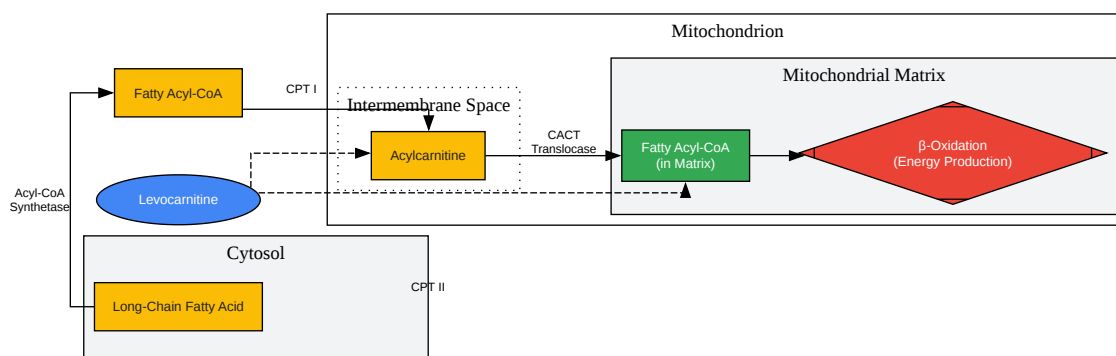 Mitochondrion
Mitochondrial Matrix
Fatty Acyl-CoA
CPT I
Intermembrane Space
Acylcarnitine
CACT
Translocase
Fatty Acyl-CoA
(in Matrix)
β-Oxidation
(Energy Production)
Acyl-CoA
Synthetase
Levocarnitine
Cytosol
CPT II
Long-Chain Fatty Acid